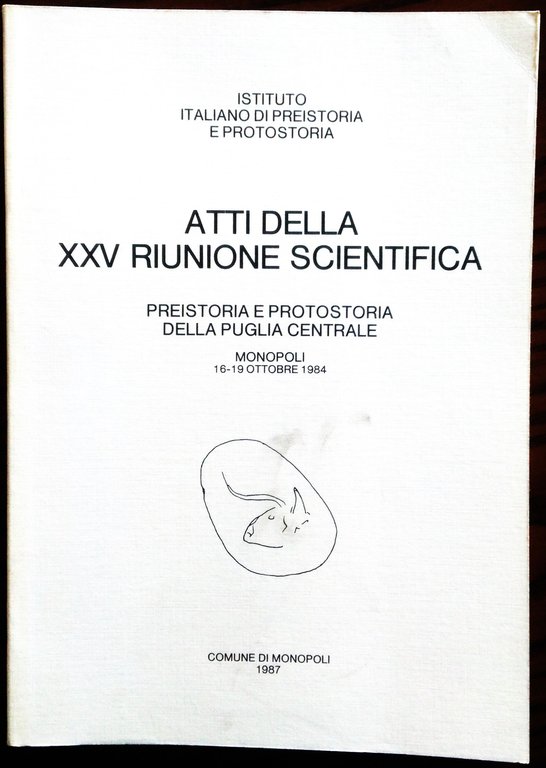 ISTITUTO
ITALIANO DI PREISTORIA
E PROTOSTORIA
ATTI DELLA
XXV RIUNIONE SCIENTIFICA
PREISTORIA E PROTOSTORIA
DELLA PUGLIA CENTRALE
MONOPOLI
16-19 OTTOBRE 1984
COMUNE DI MONOPOLI
1987